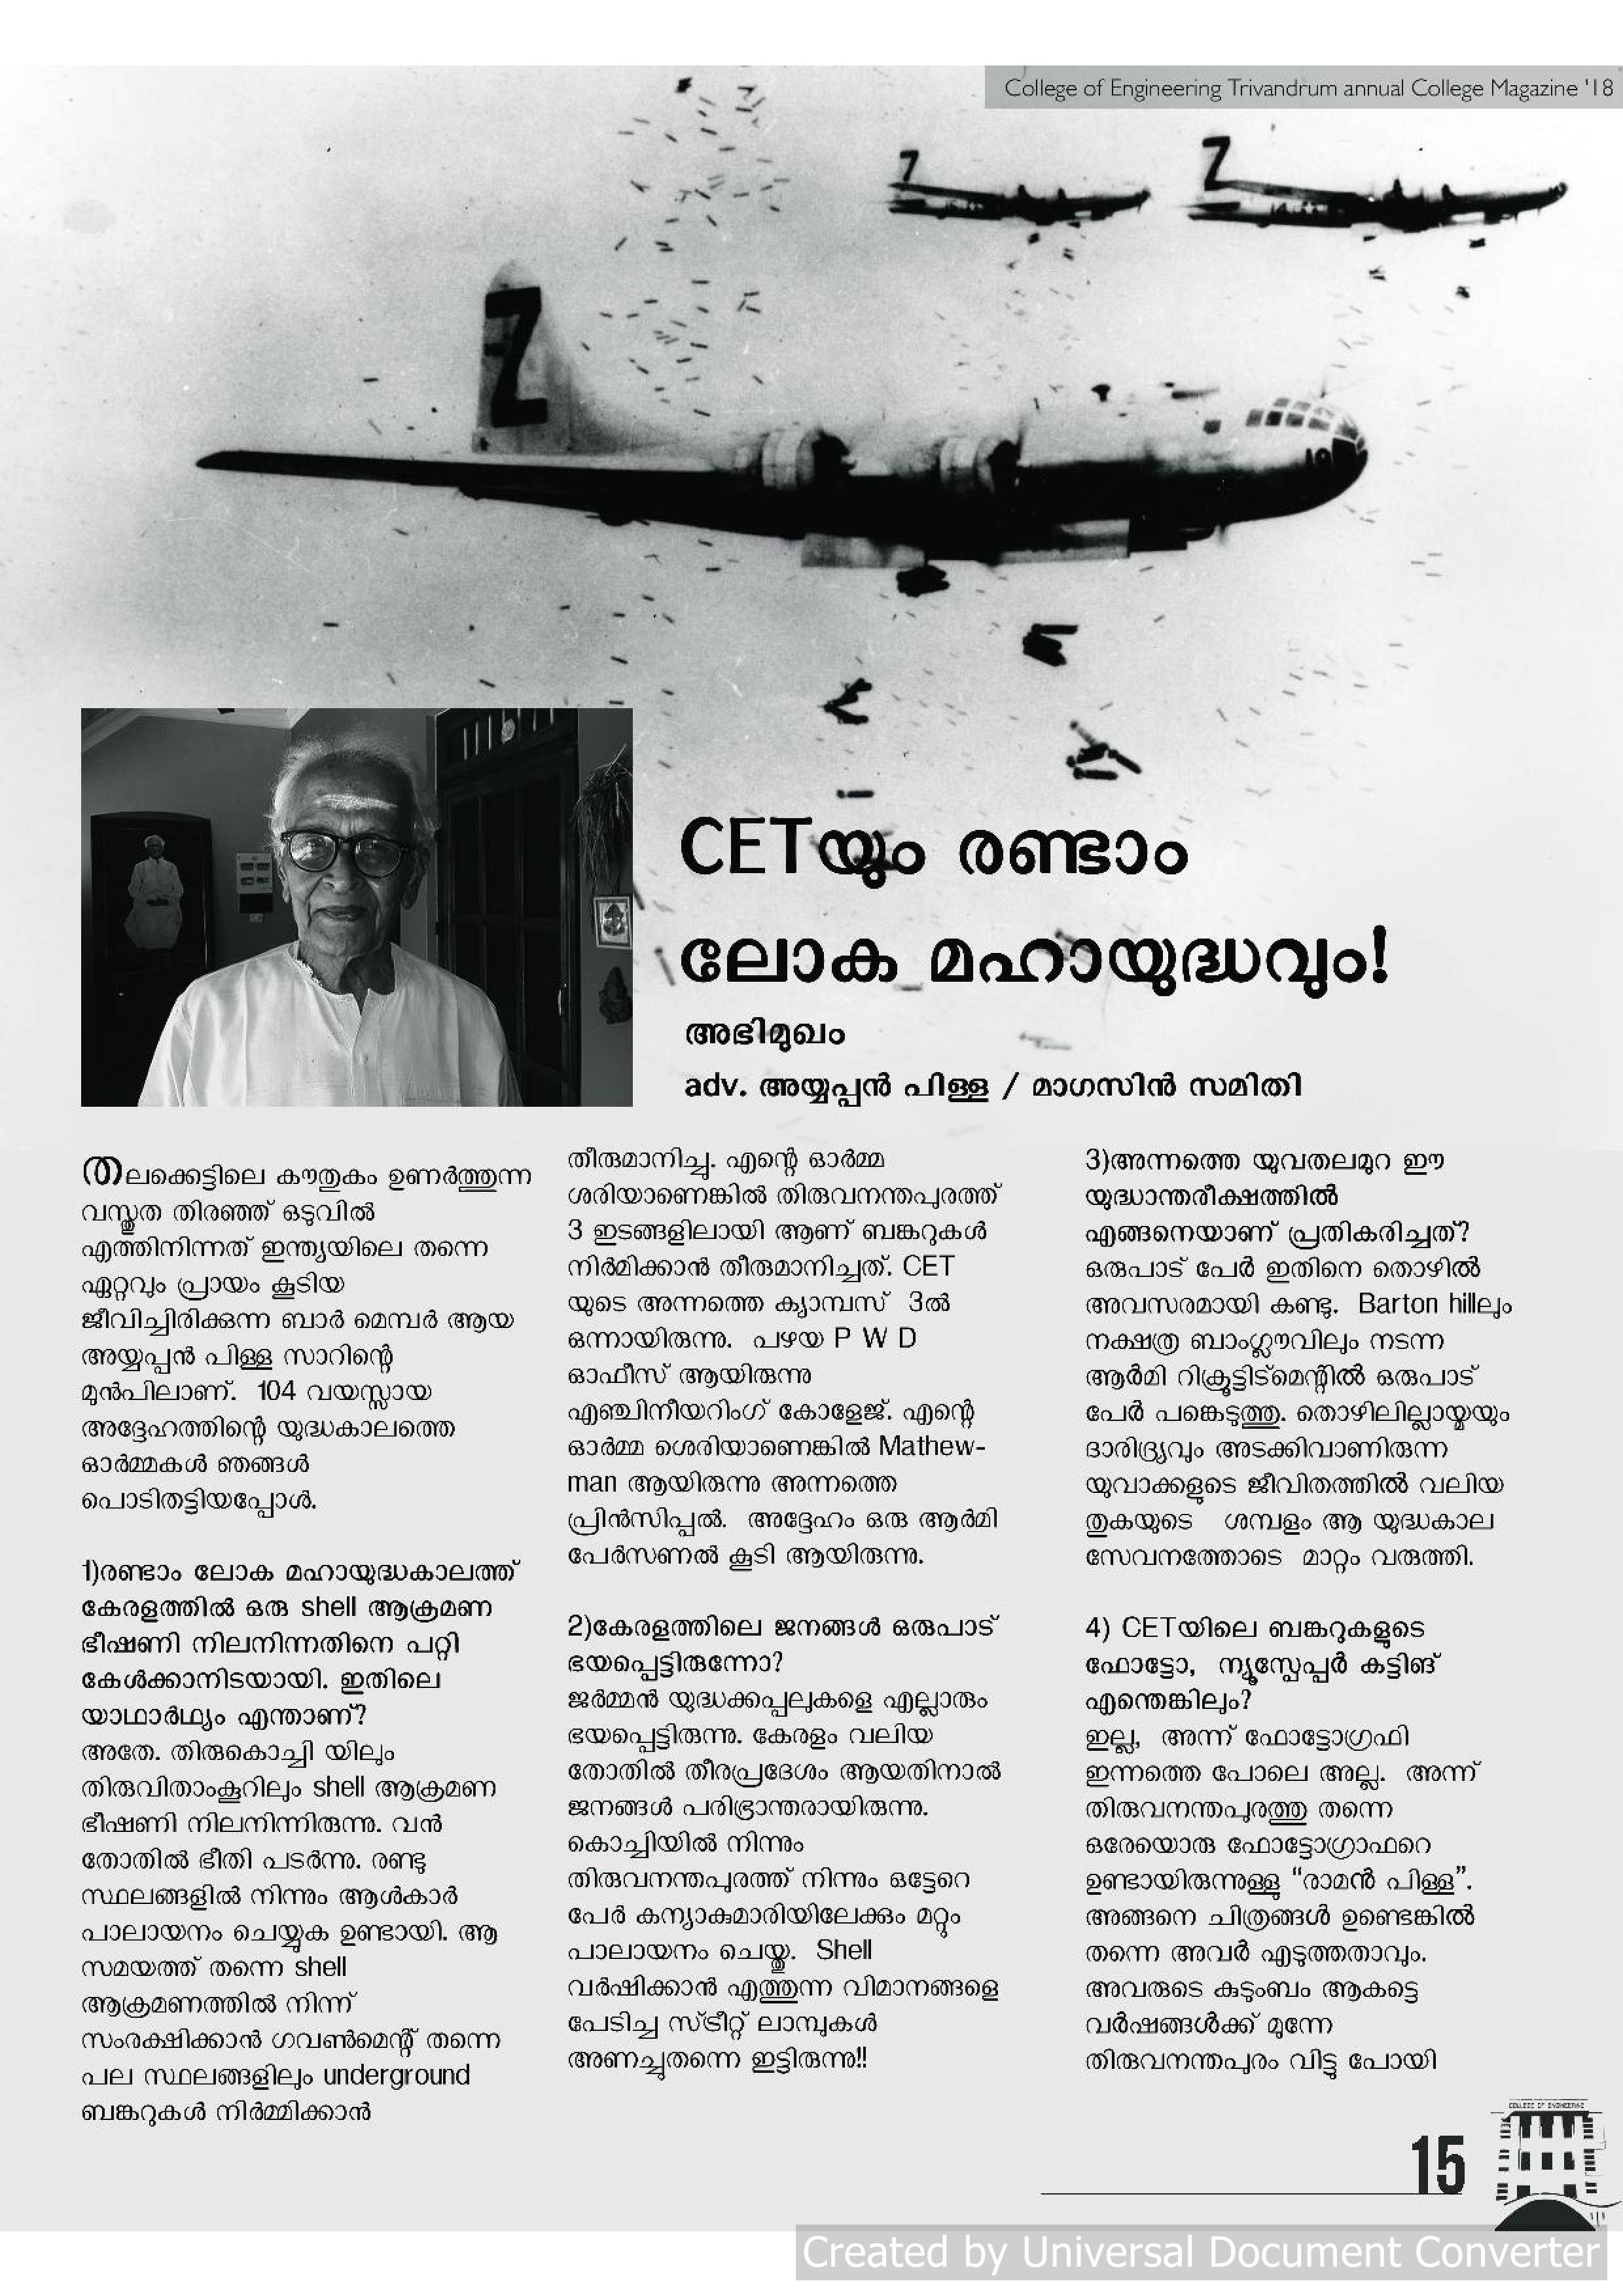 College of Engineering Trivandrum annual College Magazine '18
Z
Z
CETയും രണ്ടാം
ലോക മഹായുദ്ധവും!
അഭിമുഖം
adv. അയ്യപ്പൻ പിള്ള / മാഗസിൻ സമിതി
തലക്കെട്ടിലെ കൗതുകം ഉണർത്തുന്ന
വസ്തുത തിരഞ്ഞ് ഒടുവിൽ
എത്തിനിന്നത് ഇന്ത്യയിലെ തന്നെ
ഏറ്റവും പ്രായം കൂടിയ
ജീവിച്ചിരിക്കുന്ന ബാർ മെമ്പർ ആയ
അയ്യപ്പൻ പിള്ള സാറിന്റെ
മുൻപിലാണ്. 104 വയസ്സായ
അദ്ദേഹത്തിന്റെ യുദ്ധകാലത്തെ
ഓർമ്മകൾ ഞങ്ങൾ
പൊടിതട്ടിയപ്പോൾ.
1)രണ്ടാം ലോക മഹായുദ്ധകാലത്ത്
കേരളത്തിൽ ഒരു shell ആക്രമണ
ഭീഷണി നിലനിന്നതിനെ പറ്റി
കേൾക്കാനിടയായി. ഇതിലെ
യാഥാർഥ്യം എന്താണ്?
അതേ. തിരുകൊച്ചി യിലും
തിരുവിതാംകൂറിലും shell ആക്രമണ
ഭീഷണി നിലനിന്നിരുന്നു. വൻ
തോതിൽ ഭീതി പടർന്നു. രണ്ടു
സ്ഥലങ്ങളിൽ നിന്നും ആൾകാർ
പാലായനം ചെയ്യുക ഉണ്ടായി. ആ
സമയത്ത് തന്നെ shell
ആക്രമണത്തിൽ നിന്ന്
സംരക്ഷിക്കാൻ ഗവൺമെന്റ് തന്നെ
പല സ്ഥലങ്ങളിലും underground
ബങ്കറുകൾ നിർമ്മിക്കാൻ
തീരുമാനിച്ചു. എന്റെ ഓർമ്മ
ശരിയാണെങ്കിൽ തിരുവനന്തപുരത്ത്
3 ഇടങ്ങളിലായി ആണ് ബങ്കറുകൾ
നിർമിക്കാൻ തീരുമാനിച്ചത്. CET
യുടെ അന്നത്തെ ക്യാമ്പസ് 3ൽ
ഒന്നായിരുന്നു. പഴയ P W D
ഓഫീസ് ആയിരുന്നു
എഞ്ചിനീയറിംഗ് കോളേജ്. എന്റെ
ഓർമ്മ ശെരിയാണെങ്കിൽ Mathew-
man ആയിരുന്നു അന്നത്തെ
പ്രിൻസിപ്പൽ. അദ്ദേഹം ഒരു ആർമി
പേർസണൽ കൂടി ആയിരുന്നു.
2)കേരളത്തിലെ ജനങ്ങൾ ഒരുപാട്
ഭയപ്പെട്ടിരുന്നോ?
ജർമ്മൻ യുദ്ധക്കപ്പലുകളെ എല്ലാരും
ഭയപ്പെട്ടിരുന്നു. കേരളം വലിയ
തോതിൽ തീരപ്രദേശം ആയതിനാൽ
ജനങ്ങൾ പരിഭ്രാന്തരായിരുന്നു.
കൊച്ചിയിൽ നിന്നും
തിരുവനന്തപുരത്ത് നിന്നും ഒട്ടേറെ
പേർ കന്യാകുമാരിയിലേക്കും മറ്റും
പാലായനം ചെയ്തു. Shell
വർഷിക്കാൻ എത്തുന്ന വിമാനങ്ങളെ
പേടിച്ച സ്ട്രീറ്റ് ലാമ്പുകൾ
അണച്ചുതന്നെ ഇട്ടിരുന്നു!!
3)അന്നത്തെ യുവതലമുറ ഈ
യുദ്ധാന്തരീക്ഷത്തിൽ
എങ്ങനെയാണ് പ്രതികരിച്ചത്?
ഒരുപാട് പേർ ഇതിനെ തൊഴിൽ
അവസരമായി കണ്ടു. Barton hillലും
നക്ഷത്ര ബാംഗ്ലൗവിലും നടന്ന
ആർമി റിക്രൂട്ടിട്മെന്റിൽ ഒരുപാട്
പേർ പങ്കെടുത്തു. തൊഴിലില്ലായ്മയും
ദാരിദ്ര്യവും അടക്കിവാണിരുന്ന
യുവാക്കളുടെ ജീവിതത്തിൽ വലിയ
തുകയുടെ ശമ്പളം ആ യുദ്ധകാല
സേവനത്തോടെ മാറ്റം വരുത്തി.
4) CETയിലെ ബങ്കറുകളുടെ
ഫോട്ടോ, ന്യൂസ്പേപ്പർ കട്ടിങ്
എന്തെങ്കിലും?
ഇല്ല, അന്ന് ഫോട്ടോഗ്രഫി
ഇന്നത്തെ പോലെ അല്ല. അന്ന്
തിരുവനന്തപുരത്തു തന്നെ
ഒരേയൊരു ഫോട്ടോഗ്രാഫറെ
ഉണ്ടായിരുന്നുള്ളു “രാമൻ പിള്ള”.
അങ്ങനെ ചിത്രങ്ങൾ ഉണ്ടെങ്കിൽ
തന്നെ അവർ എടുത്തതാവും.
അവരുടെ കുടുംബം ആകട്ടെ
വർഷങ്ങൾക്ക് മുന്നേ
തിരുവനന്തപുരം വിട്ടു പോയി
15
COLLEGE OF ENGINEERING
Created by Universal Document Converter